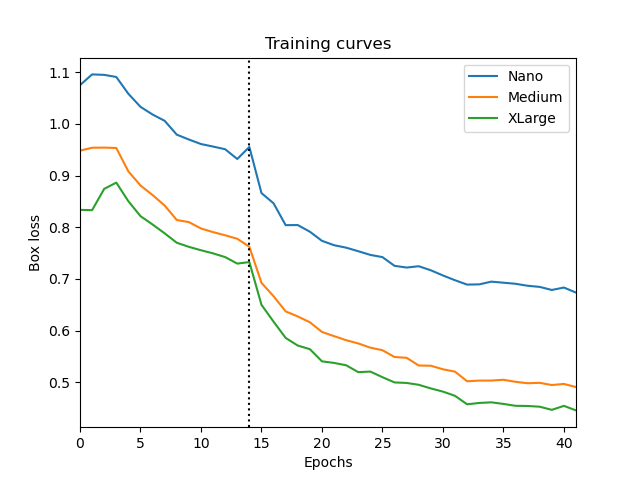 Training curves
Nano
Medium
XLarge
Box loss
1.1
1.0
0.9
0.8
0.7
0.6
0.5
0 5 10 15 20 25 30 35 40
Epochs